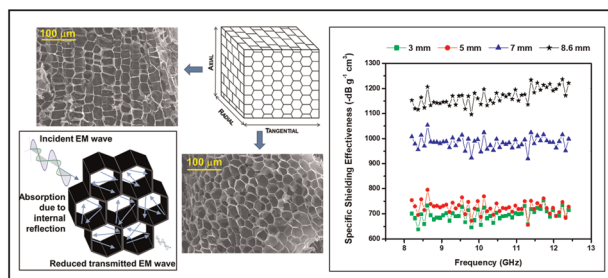 100 μm
AXIAL
RADIAL
TANGENTIAL
Incident EM wave
Absorption
due to
internal
reflection
Reduced transmitted EM wave
100 μm
3 mm 5 mm 7 mm 8.6 mm
Specific Shielding Effectiveness (-dB g⁻¹ cm³)
1300
1200
1100
1000
900
800
700
600
8 9 10 11 12 13
Frequency (GHz)